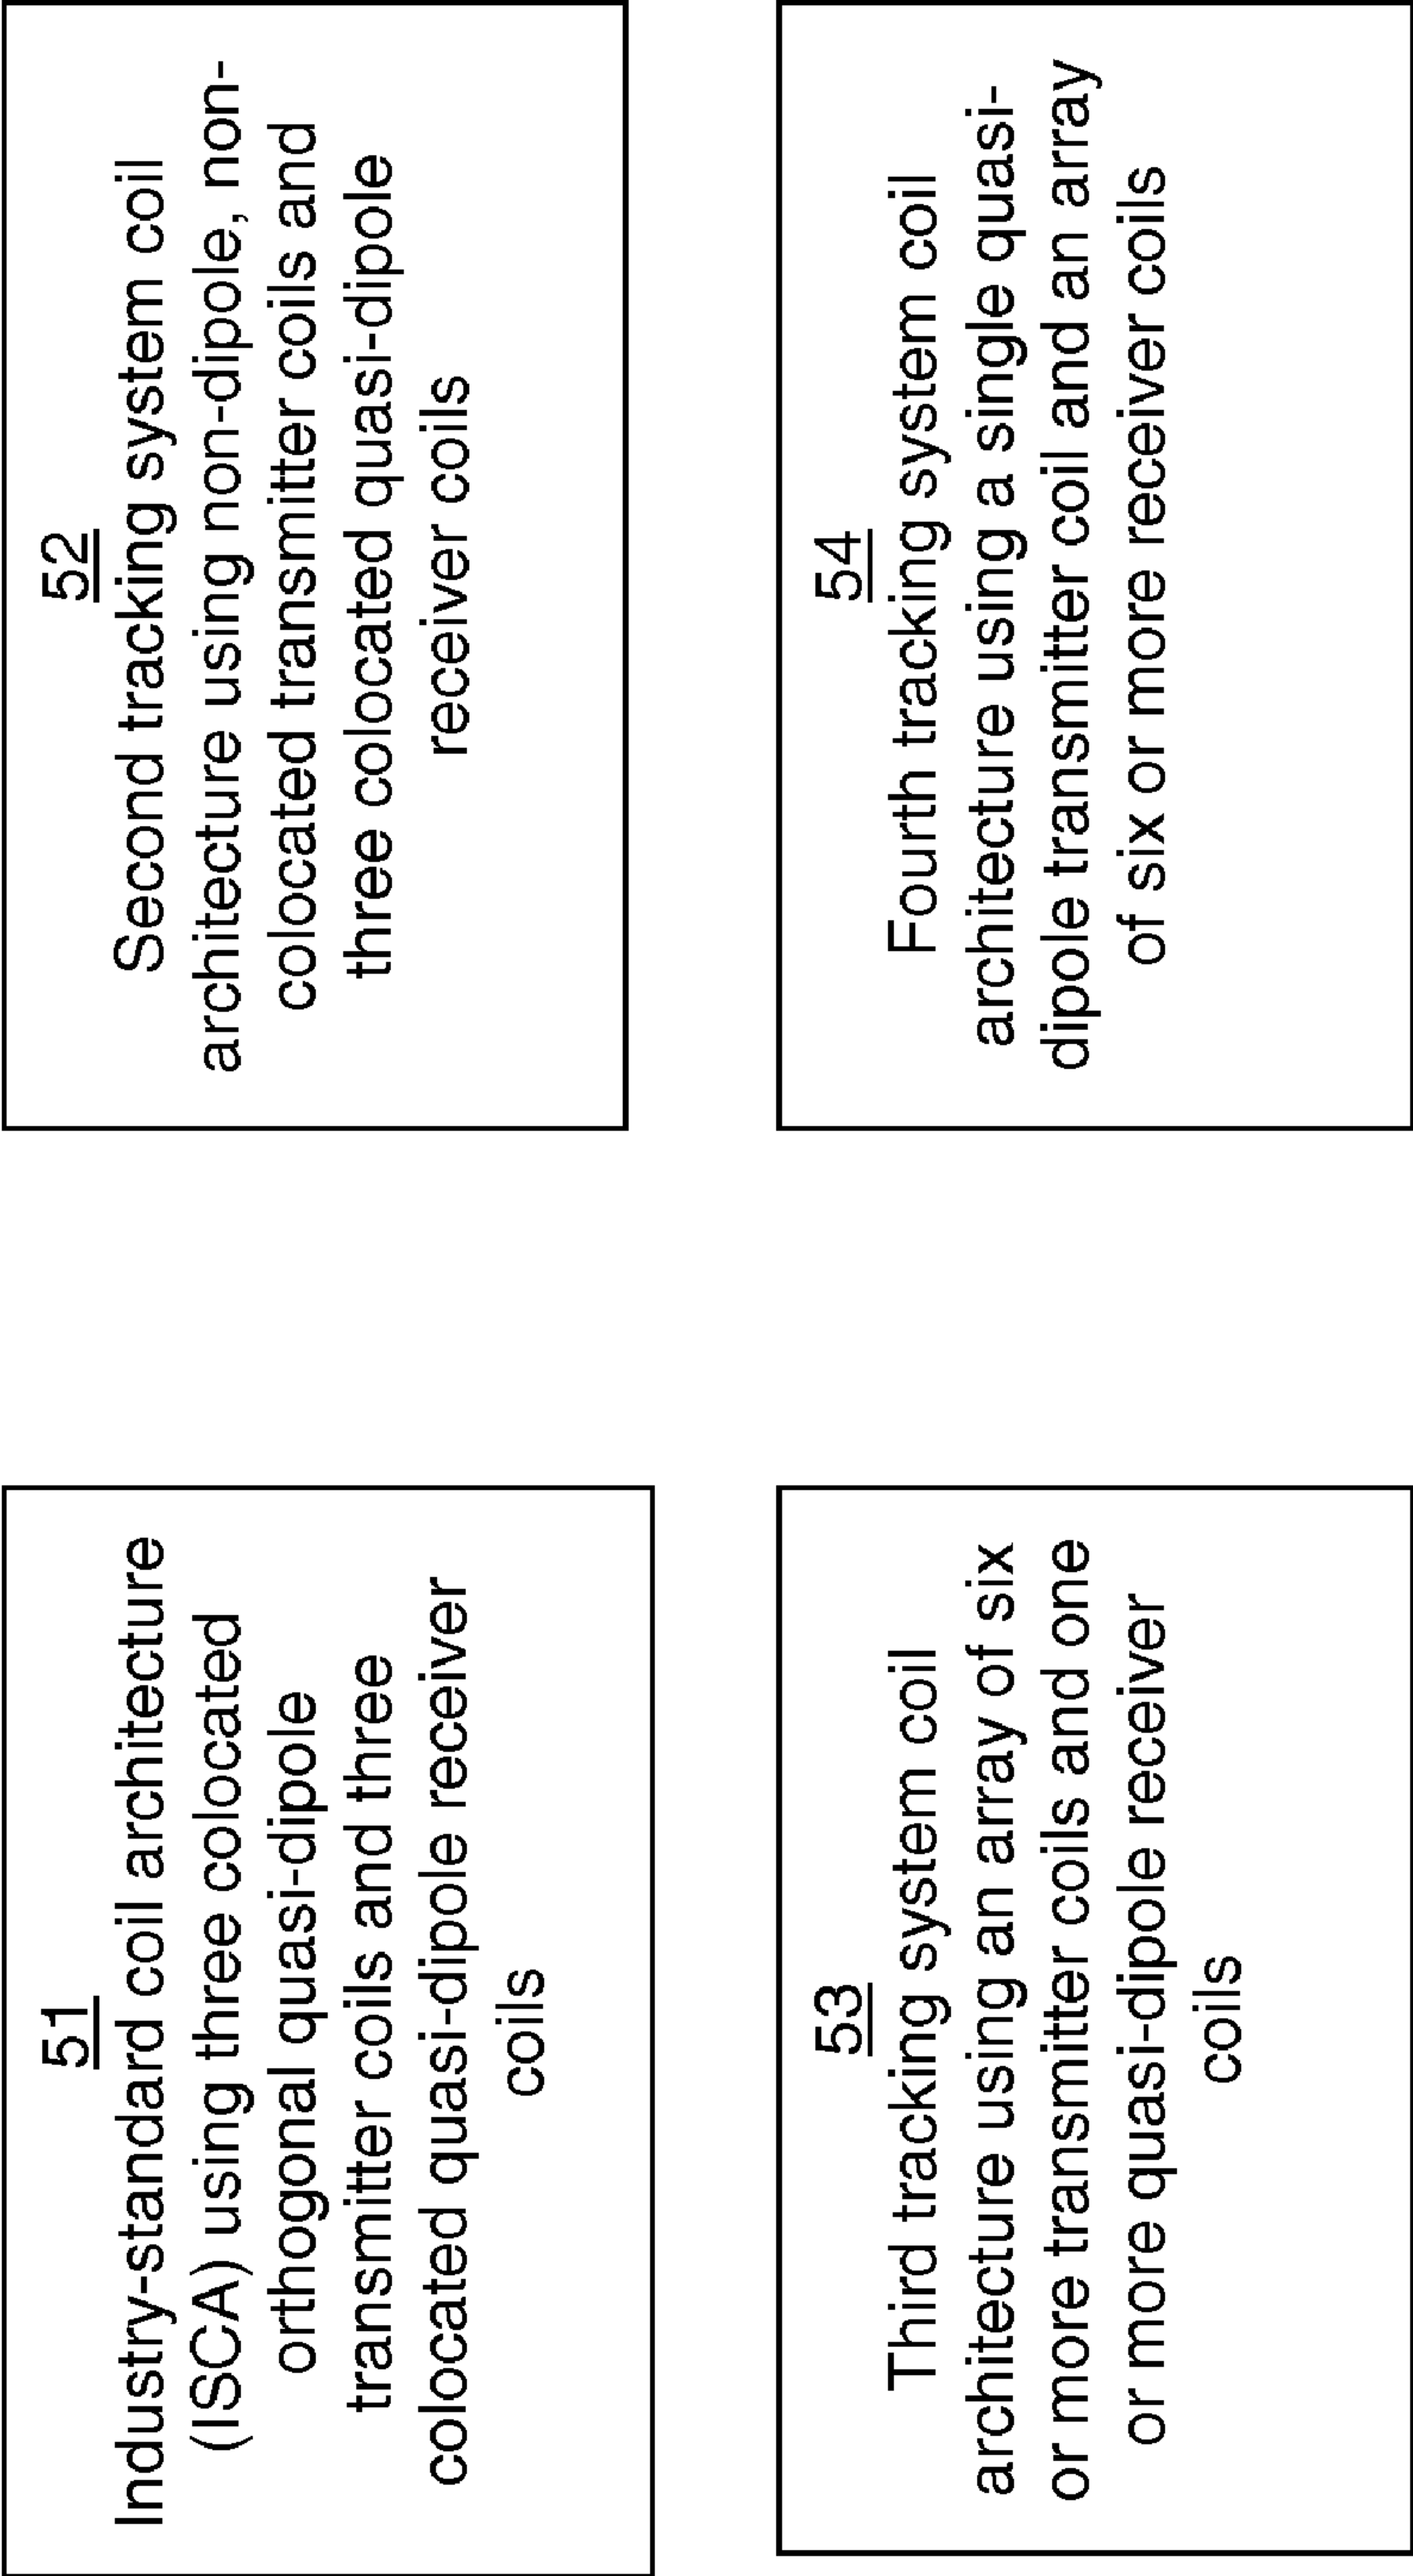 51
Industry-standard coil architecture
(ISCA) using three colocated
orthogonal quasi-dipole
transmitter coils and three
colocated quasi-dipole receiver
coils
52
Second tracking system coil
architecture using non-dipole, non-
colocated transmitter coils and
three colocated quasi-dipole
receiver coils
53
Third tracking system coil
architecture using an array of six
or more transmitter coils and one
or more quasi-dipole receiver
coils
54
Fourth tracking system coil
architecture using a single quasi-
dipole transmitter coil and an array
of six or more receiver coils